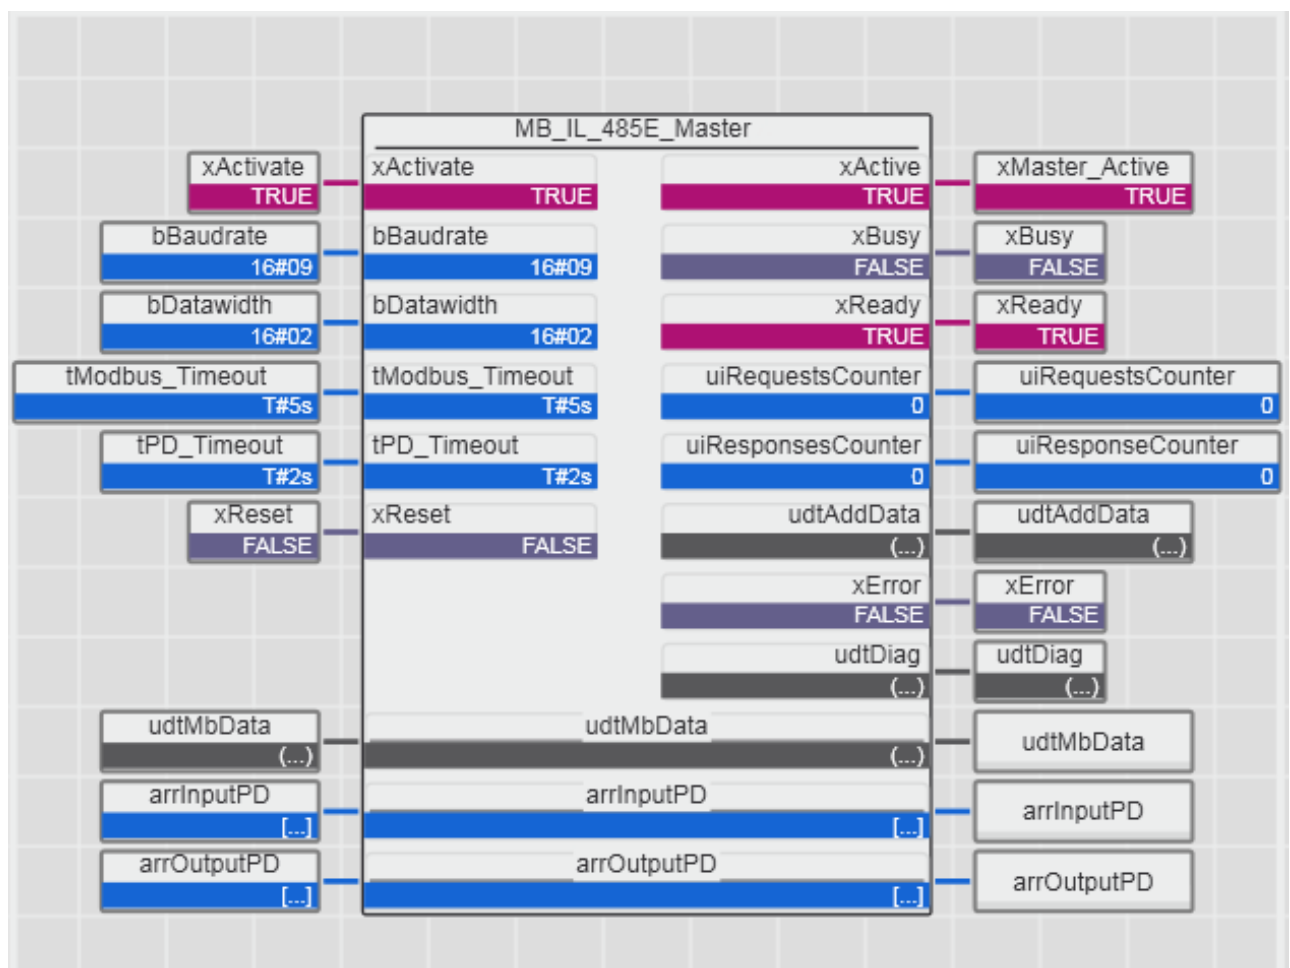 MB_IL_485E_Master
xActivate xActivate xActive xMaster_Active
TRUE TRUE TRUE TRUE
bBaudrate bBaudrate xBusy xBusy
16#09 16#09 FALSE FALSE
bDatawidth bDatawidth xReady xReady
16#02 16#02 TRUE TRUE
tModbus_Timeout tModbus_Timeout uiRequestsCounter uiRequestsCounter
T#5s T#5s 0 0
tPD_Timeout tPD_Timeout uiResponsesCounter uiResponseCounter
T#2s T#2s 0 0
xReset xReset udtAddData udtAddData
FALSE FALSE (...) (...)
xError xError
FALSE FALSE
udtDiag udtDiag
(...) (...)
udtMbData udtMbData udtMbData
(...) (...)
arrInputPD arrInputPD arrInputPD
[...] [...]
arrOutputPD arrOutputPD arrOutputPD
[...] [...]